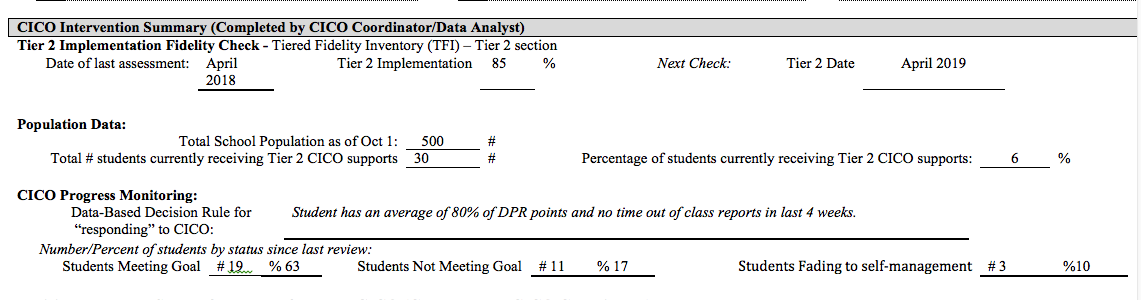 CICO Intervention Summary (Completed by CICO Coordinator/Data Analyst)
Tier 2 Implementation Fidelity Check - Tiered Fidelity Inventory (TFI) – Tier 2 section
Date of last assessment: April 2018 Tier 2 Implementation 85 % Next Check: Tier 2 Date April 2019
Population Data:
Total School Population as of Oct 1: 500 #
Total # students currently receiving Tier 2 CICO supports 30 # Percentage of students currently receiving Tier 2 CICO supports: 6 %
CICO Progress Monitoring:
Data-Based Decision Rule for "responding" to CICO: Student has an average of 80% of DPR points and no time out of class reports in last 4 weeks.
Number/Percent of students by status since last review:
Students Meeting Goal # 19 % 63 Students Not Meeting Goal # 11 % 17 Students Fading to self-management # 3 %10